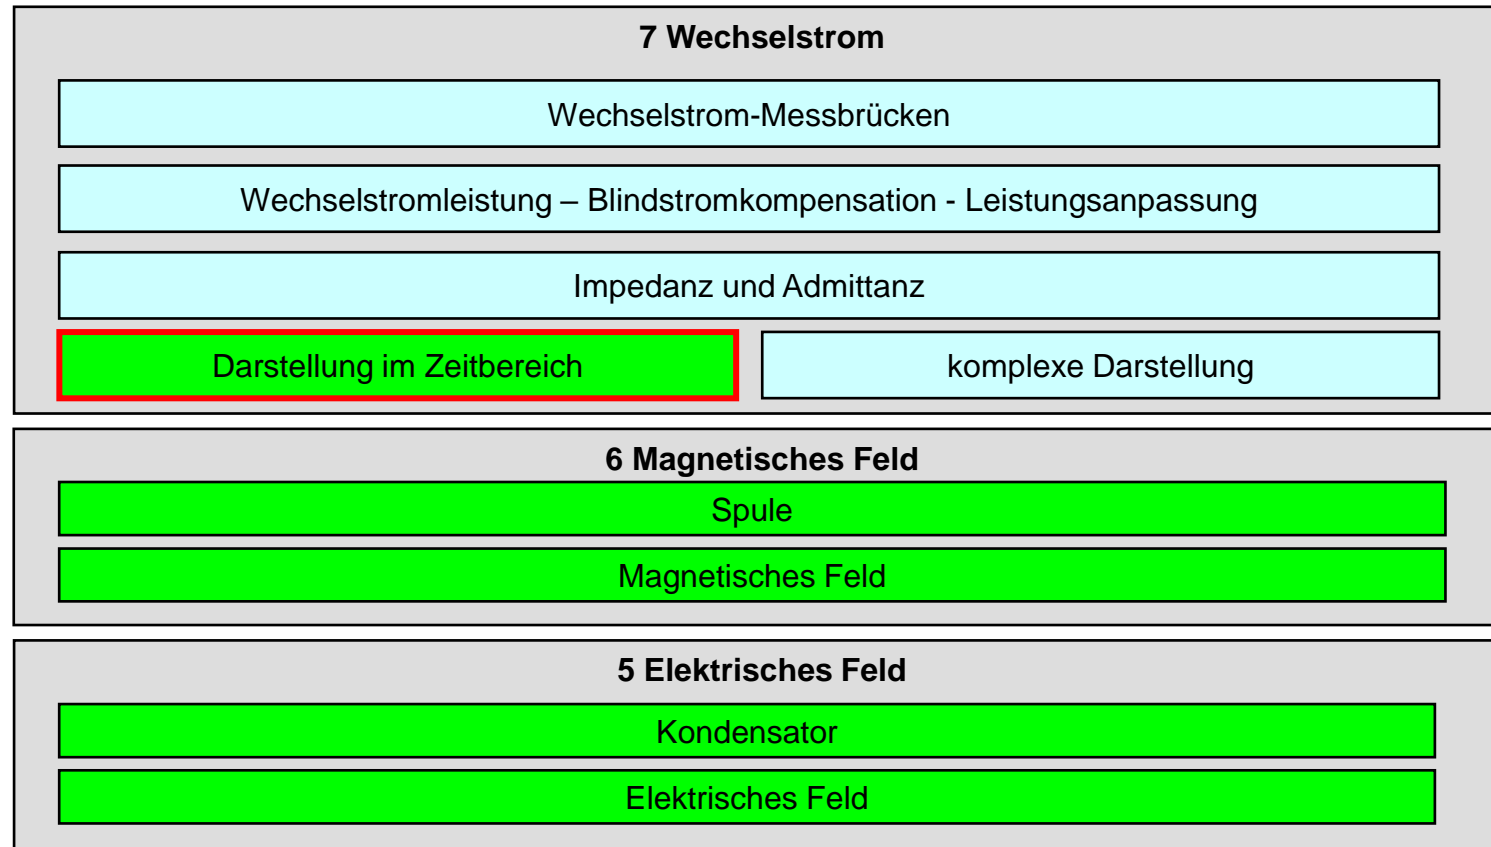 7 Wechselstrom
Wechselstrom-Messbrücken
Wechselstromleistung – Blindstromkompensation - Leistungsanpassung
Impedanz und Admittanz
Darstellung im Zeitbereich
komplexe Darstellung
6 Magnetisches Feld
Spule
Magnetisches Feld
5 Elektrisches Feld
Kondensator
Elektrisches Feld